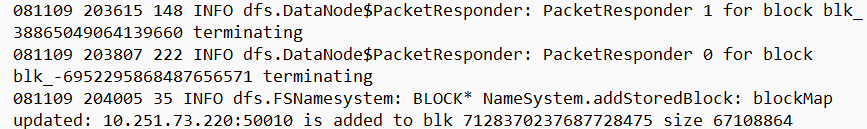 081109 203615 148 INFO dfs.DataNode$PacketResponder: PacketResponder 1 for block blk_
38865049064139660 terminating
081109 203807 222 INFO dfs.DataNode$PacketResponder: PacketResponder 0 for block
blk_-6952295868487656571 terminating
081109 204005 35 INFO dfs.FSNamesystem: BLOCK* NameSystem.addStoredBlock: blockMap
updated: 10.251.73.220:50010 is added to blk 7128370237687728475 size 67108864